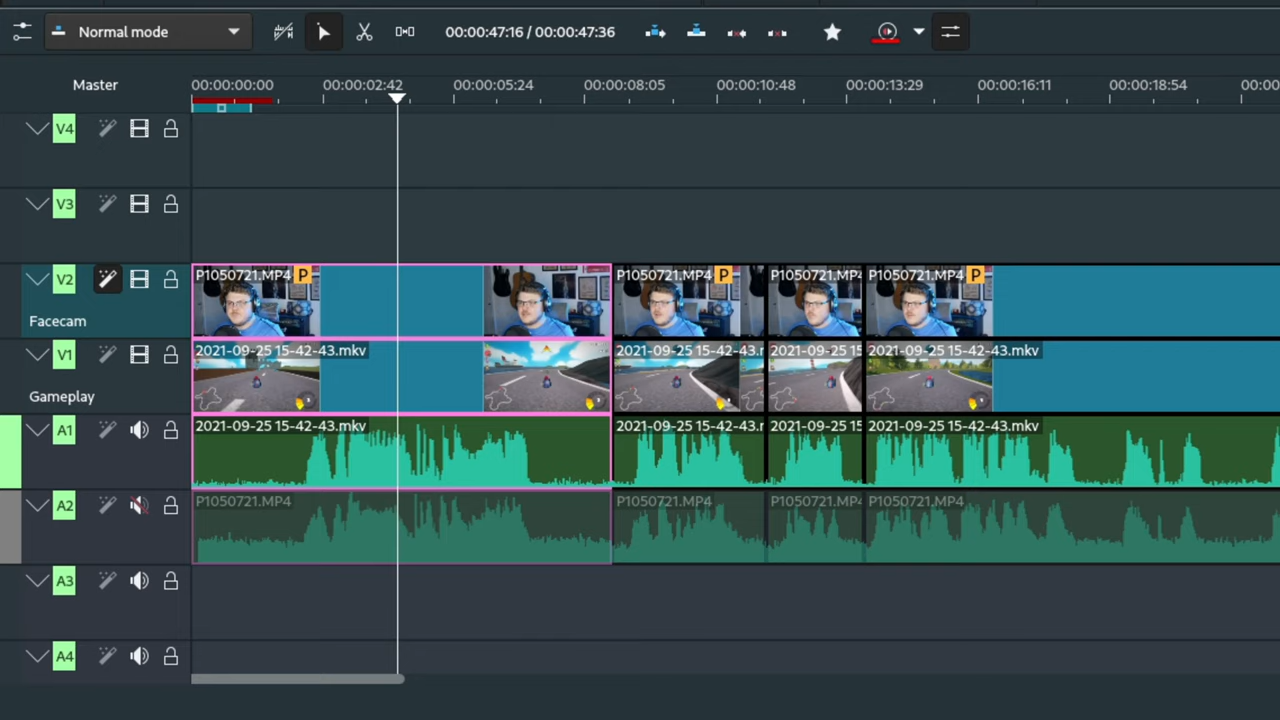 Normal mode
00:00:47:16 / 00:00:47:36
Master
00:00:00:00 00:00:02:42 00:00:05:24 00:00:08:05 00:00:10:48 00:00:13:29 00:00:16:11 00:00:18:54 00:00
V4
V3
V2
P1050721.MP4 P P1050721.MP4 P P1050721.MP4 P1050721.MP4 P
Facecam
V1
2021-09-25 15-42-43.mkv 2021-09-25 15-42-43.m 2021-09-25 15 2021-09-25 15-42-43.mkv
Gameplay
A1
2021-09-25 15-42-43.mkv 2021-09-25 15-42-43.m 2021-09-25 15 2021-09-25 15-42-43.mkv
A2
P1050721.MP4 P1050721.MP4 P1050721.MP4 P1050721.MP4
A3
A4